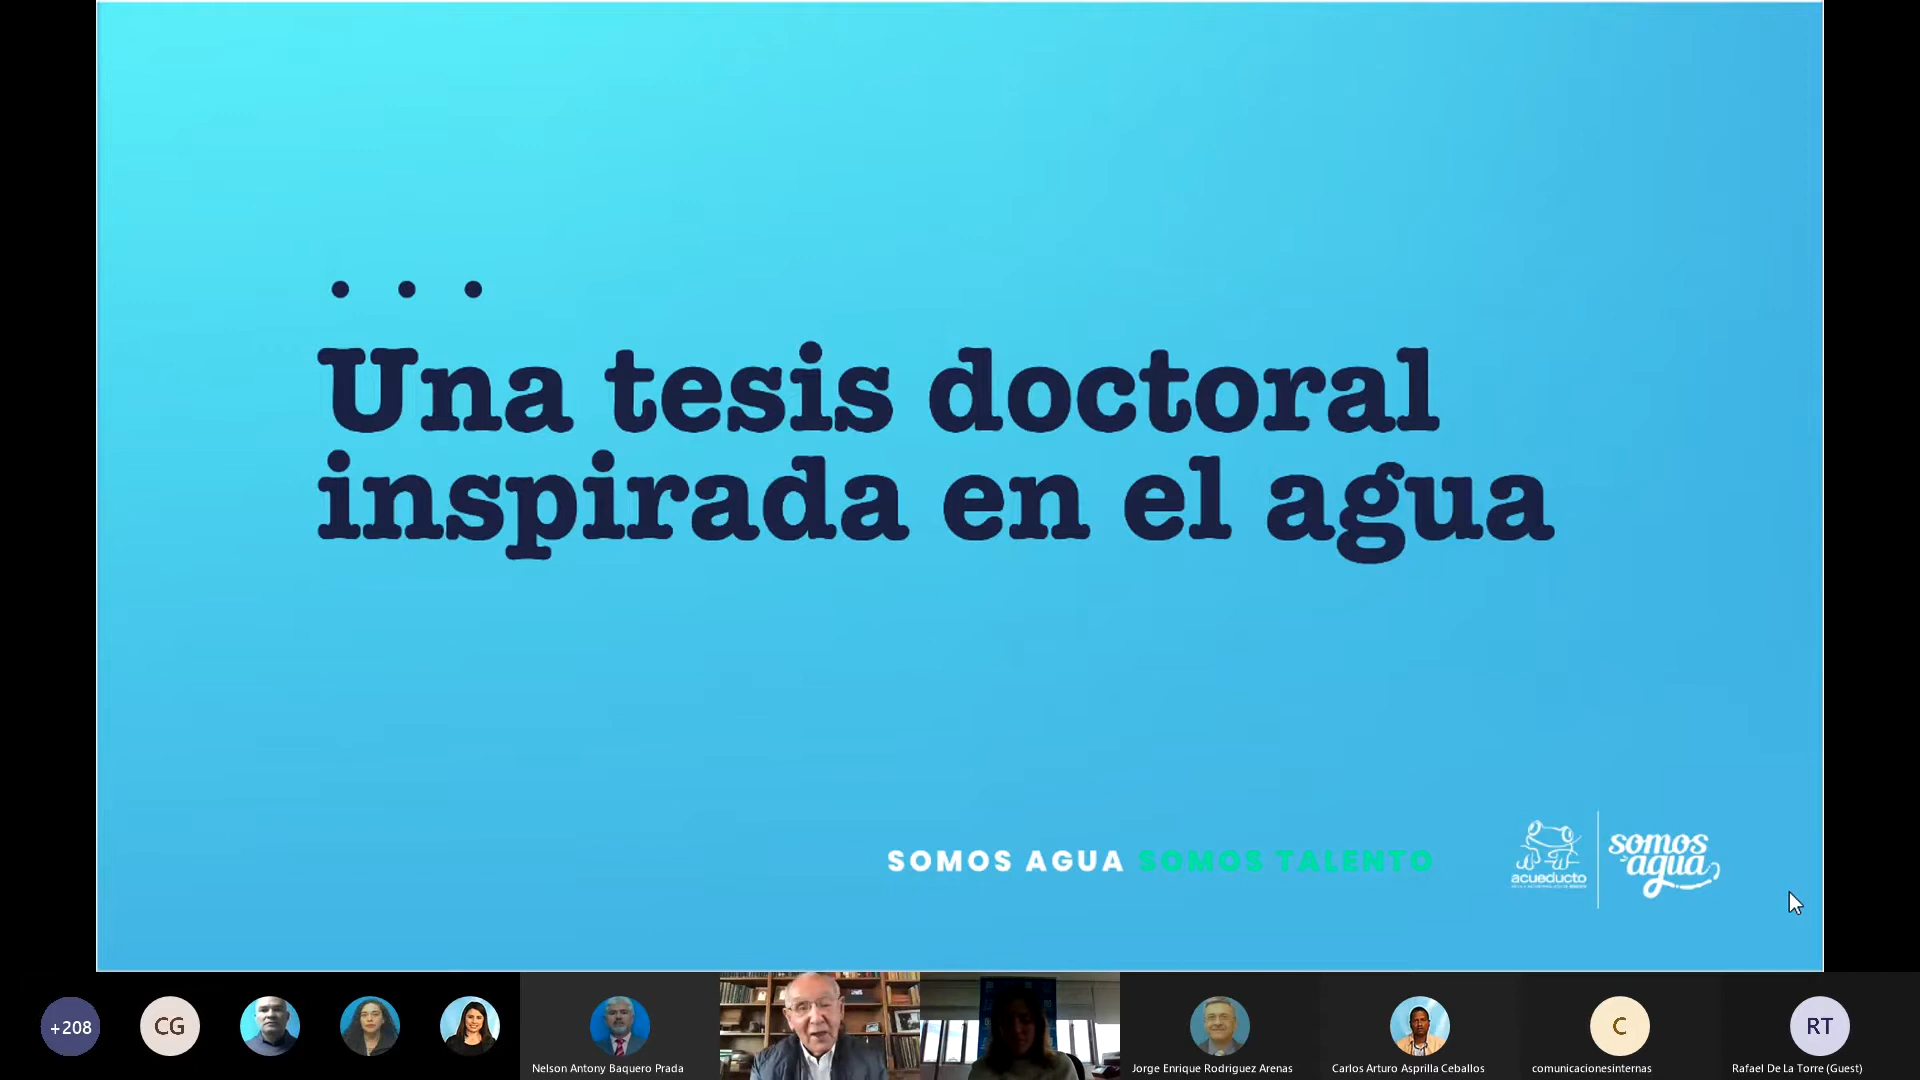 Una tesis doctoral
inspirada en el agua
SOMOS AGUA SOMOS TALENTO
acueducto
somos
agua
+208
CG
Nelson Antony Baquero Prada
Jorge Enrique Rodriguez Arenas
Carlos Arturo Asprilla Ceballos
C
comunicacionesinternas
RT
Rafael De La Torre (Guest)